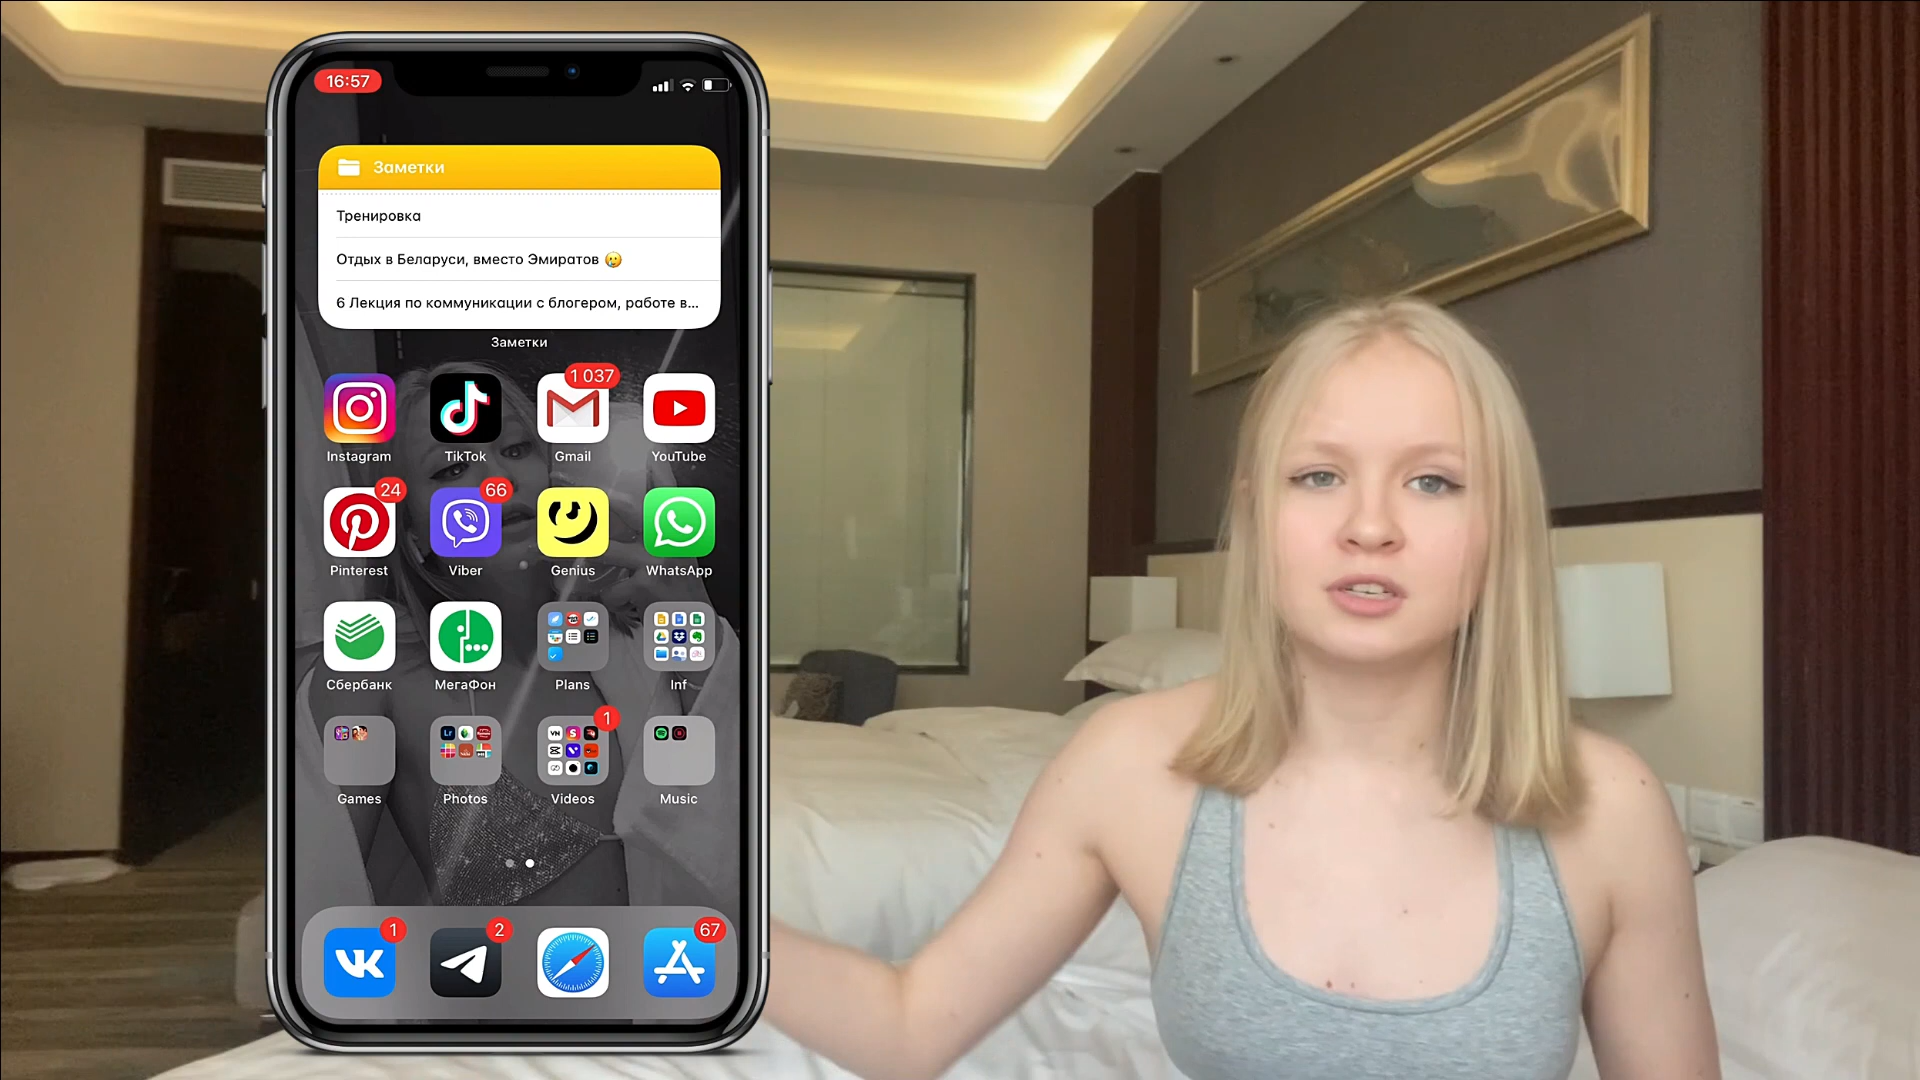 16:57
Заметки
Тренировка
Отдых в Беларуси, вместо Эмиратов 🥲
6 Лекция по коммуникации с блогером, работе в...
Заметки
1 037
Instagram TikTok Gmail YouTube
24 66
Pinterest Viber Genius WhatsApp
Сбербанк МегаФон Plans Inf
1
Lr VN S
Games Photos Videos Music
1 2 67